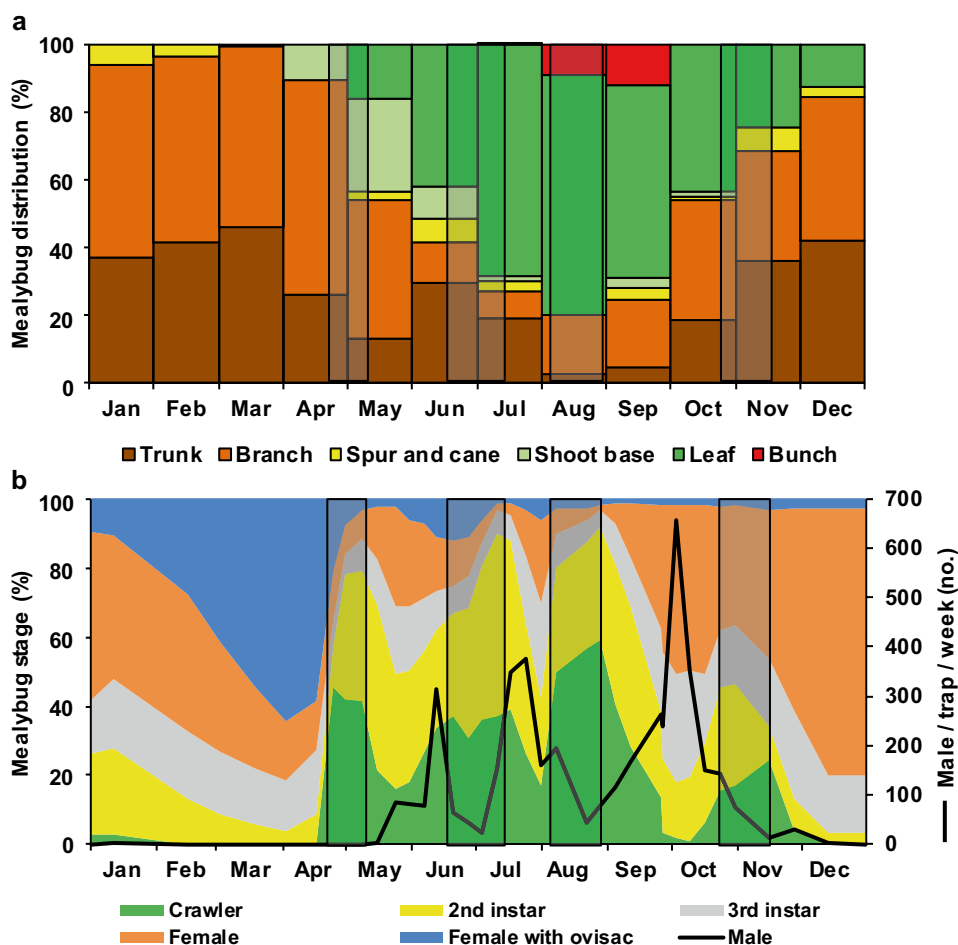 a
Mealybug distribution (%)
100
80
60
40
20
0
Jan Feb Mar Apr May Jun Jul Aug Sep Oct Nov Dec
Trunk Branch Spur and cane Shoot base Leaf Bunch
b
Mealybug stage (%)
100
80
60
40
20
0
700
600
500
400
300
200
100
0
Male / trap / week (no.)
Jan Feb Mar Apr May Jun Jul Aug Sep Oct Nov Dec
Crawler 2nd instar 3rd instar
Female Female with ovisac Male